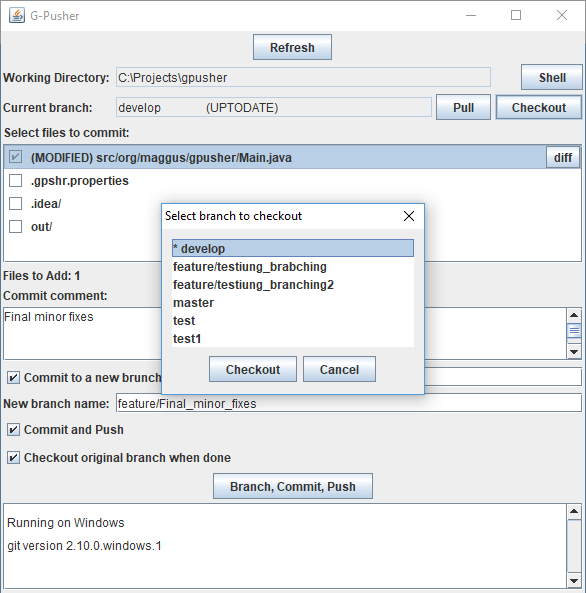 G-Pusher
Refresh
Working Directory: C:\Projects\gpusher Shell
Current branch: develop (UPTODATE) Pull Checkout
Select files to commit:
(MODIFIED) src/org/maggus/gpusher/Main.java diff
.gpshr.properties
.idea/
out/
Select branch to checkout
* develop
feature/testiung_brabching
feature/testiung_branching2
master
test
test1
Checkout Cancel
Files to Add: 1
Commit comment:
Final minor fixes
Commit to a new brunch
New branch name: feature/Final_minor_fixes
Commit and Push
Checkout original branch when done
Branch, Commit, Push
Running on Windows
git version 2.10.0.windows.1